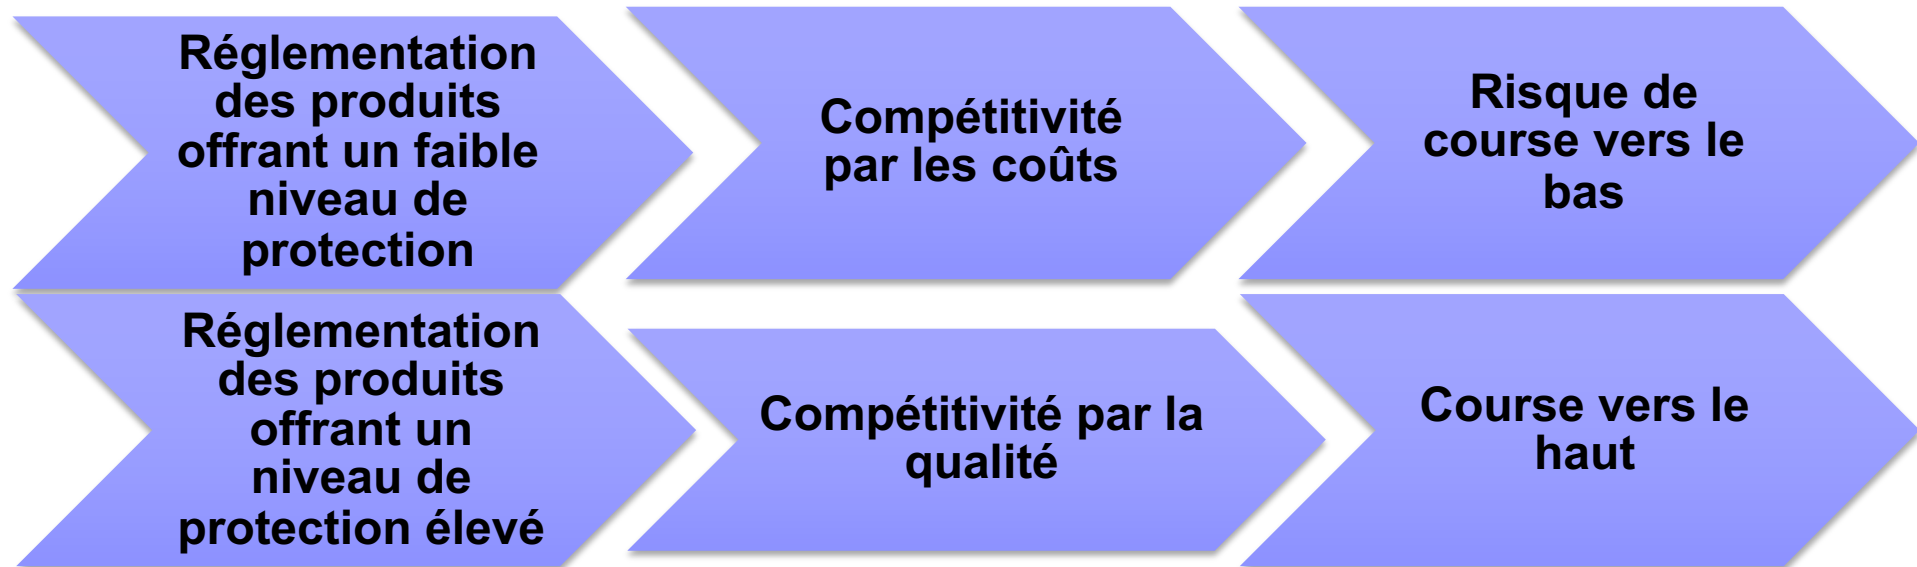 Réglementation
des produits
offrant un faible
niveau de
protection
Compétitivité
par les coûts
Risque de
course vers le
bas
Réglementation
des produits
offrant un
niveau de
protection élevé
Compétitivité par la
qualité
Course vers le
haut